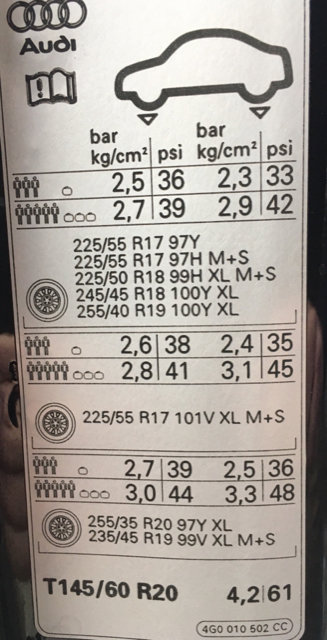 Audi
bar bar
kg/cm² psi kg/cm² psi
2,5 36 2,3 33
2,7 39 2,9 42
225/55 R17 97Y
225/55 R17 97H M+S
225/50 R18 99H XL M+S
245/45 R18 100Y XL
255/40 R19 100Y XL
2,6 38 2,4 35
2,8 41 3,1 45
225/55 R17 101V XL M+S
2,7 39 2,5 36
3,0 44 3,3 48
255/35 R20 97Y XL
235/45 R19 99V XL M+S
T145/60 R20 4,2 61
4G0 010 502 CC